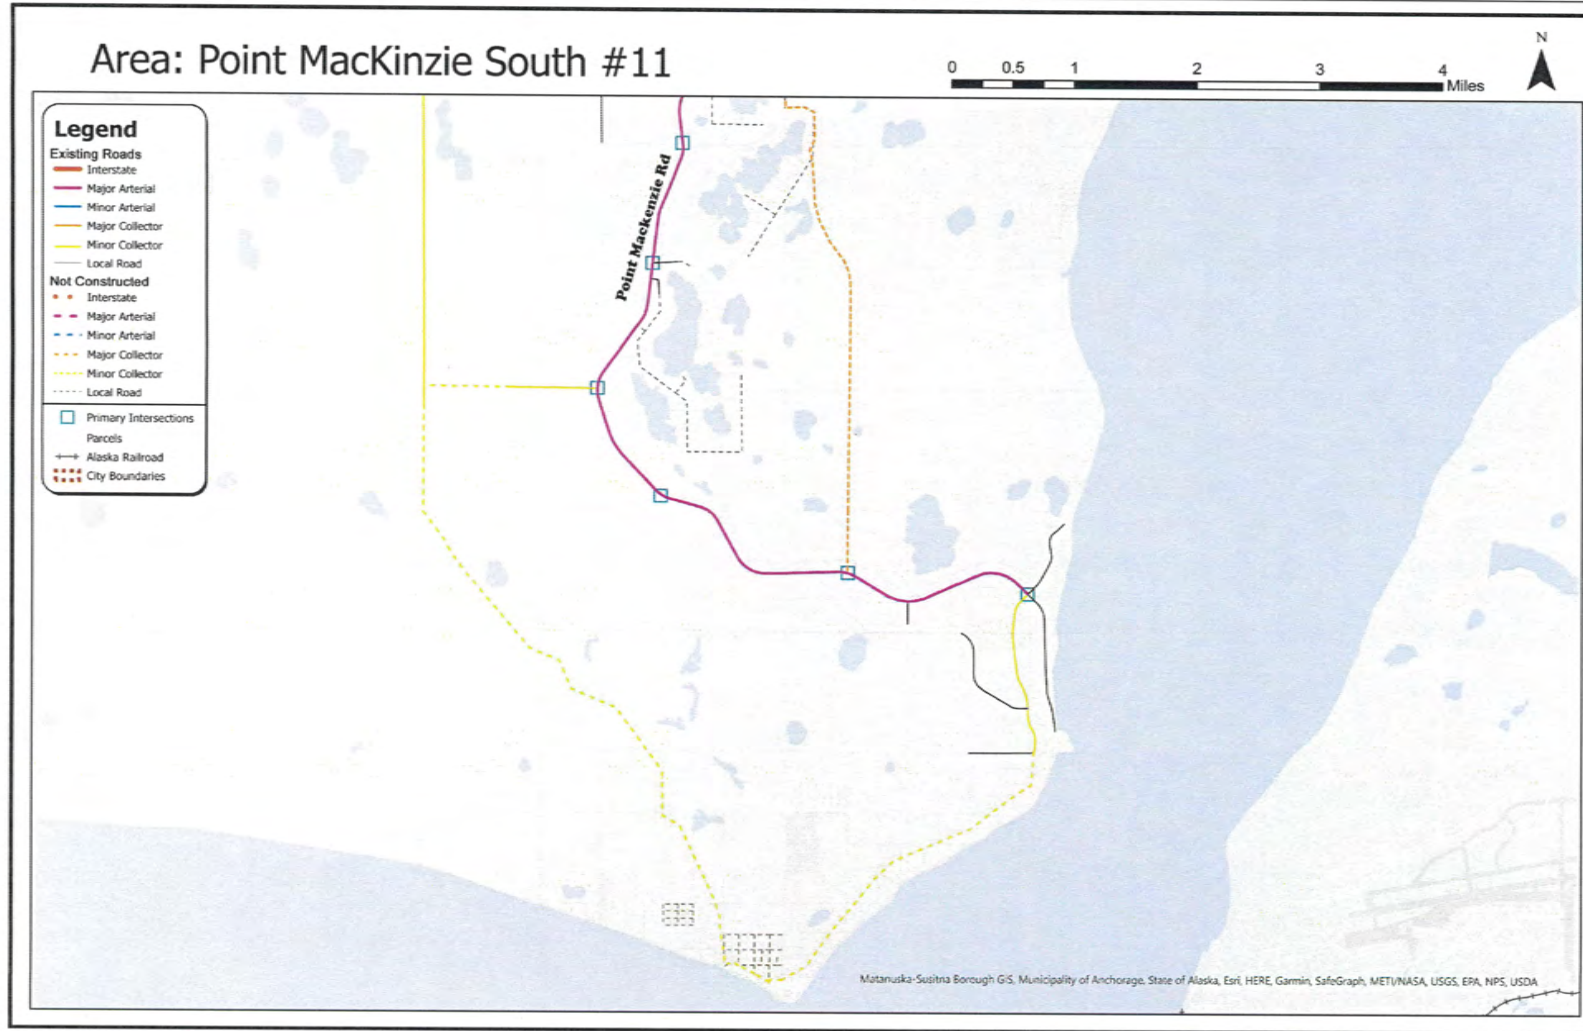 Area: Point MacKinzie South #11
0 0.5 1 2 3 4
Miles
N
Legend
Existing Roads
Interstate
Major Arterial
Minor Arterial
Major Collector
Minor Collector
Local Road
Not Constructed
Interstate
Major Arterial
Minor Arterial
Major Collector
Minor Collector
Local Road
Primary Intersections
Parcels
Alaska Railroad
City Boundaries
Point Mackenzie Rd
Matanuska-Susitna Borough GIS, Municipality of Anchorage, State of Alaska, Esri, HERE, Garmin, SafeGraph, METI/NASA, USGS, EPA, NPS, USDA